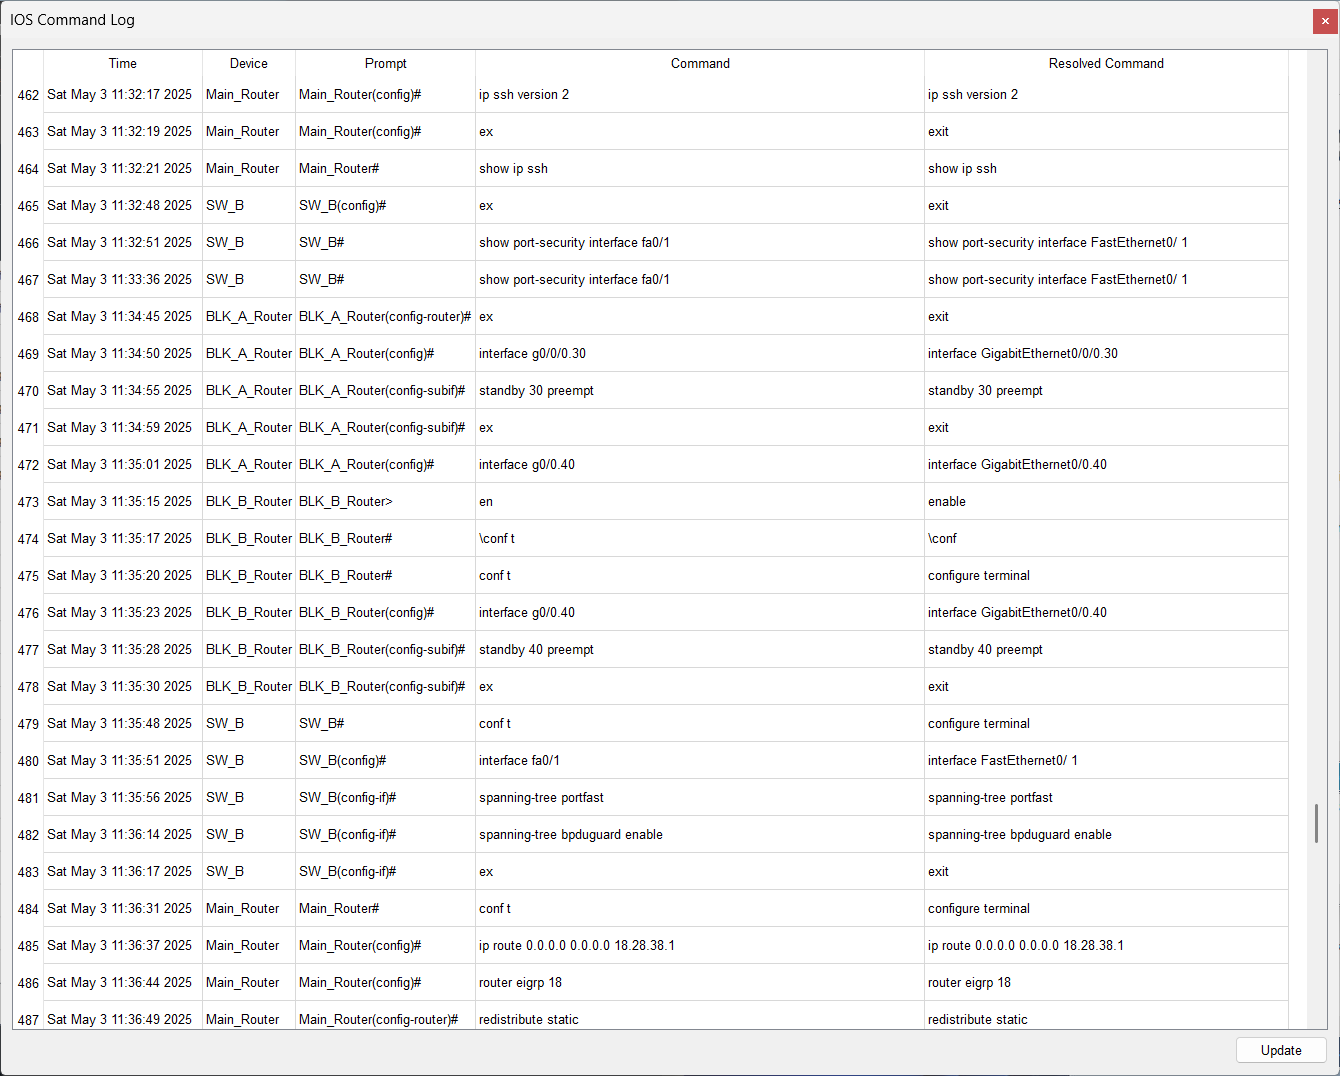 IOS Command Log
Time Device Prompt Command Resolved Command
462 Sat May 3 11:32:17 2025 Main_Router Main_Router(config)# ip ssh version 2 ip ssh version 2
463 Sat May 3 11:32:19 2025 Main_Router Main_Router(config)# ex exit
464 Sat May 3 11:32:21 2025 Main_Router Main_Router# show ip ssh show ip ssh
465 Sat May 3 11:32:48 2025 SW_B SW_B(config)# ex exit
466 Sat May 3 11:32:51 2025 SW_B SW_B# show port-security interface fa0/1 show port-security interface FastEthernet0/ 1
467 Sat May 3 11:33:36 2025 SW_B SW_B# show port-security interface fa0/1 show port-security interface FastEthernet0/ 1
468 Sat May 3 11:34:45 2025 BLK_A_Router BLK_A_Router(config-router)# ex exit
469 Sat May 3 11:34:50 2025 BLK_A_Router BLK_A_Router(config)# interface g0/0/0.30 interface GigabitEthernet0/0/0.30
470 Sat May 3 11:34:55 2025 BLK_A_Router BLK_A_Router(config-subif)# standby 30 preempt standby 30 preempt
471 Sat May 3 11:34:59 2025 BLK_A_Router BLK_A_Router(config-subif)# ex exit
472 Sat May 3 11:35:01 2025 BLK_A_Router BLK_A_Router(config)# interface g0/0.40 interface GigabitEthernet0/0.40
473 Sat May 3 11:35:15 2025 BLK_B_Router BLK_B_Router> en enable
474 Sat May 3 11:35:17 2025 BLK_B_Router BLK_B_Router# \conf t \conf
475 Sat May 3 11:35:20 2025 BLK_B_Router BLK_B_Router# conf t configure terminal
476 Sat May 3 11:35:23 2025 BLK_B_Router BLK_B_Router(config)# interface g0/0.40 interface GigabitEthernet0/0.40
477 Sat May 3 11:35:28 2025 BLK_B_Router BLK_B_Router(config-subif)# standby 40 preempt standby 40 preempt
478 Sat May 3 11:35:30 2025 BLK_B_Router BLK_B_Router(config-subif)# ex exit
479 Sat May 3 11:35:48 2025 SW_B SW_B# conf t configure terminal
480 Sat May 3 11:35:51 2025 SW_B SW_B(config)# interface fa0/1 interface FastEthernet0/ 1
481 Sat May 3 11:35:56 2025 SW_B SW_B(config-if)# spanning-tree portfast spanning-tree portfast
482 Sat May 3 11:36:14 2025 SW_B SW_B(config-if)# spanning-tree bpduguard enable spanning-tree bpduguard enable
483 Sat May 3 11:36:17 2025 SW_B SW_B(config-if)# ex exit
484 Sat May 3 11:36:31 2025 Main_Router Main_Router# conf t configure terminal
485 Sat May 3 11:36:37 2025 Main_Router Main_Router(config)# ip route 0.0.0.0 0.0.0.0 18.28.38.1 ip route 0.0.0.0 0.0.0.0 18.28.38.1
486 Sat May 3 11:36:44 2025 Main_Router Main_Router(config)# router eigrp 18 router eigrp 18
487 Sat May 3 11:36:49 2025 Main_Router Main_Router(config-router)# redistribute static redistribute static
Update